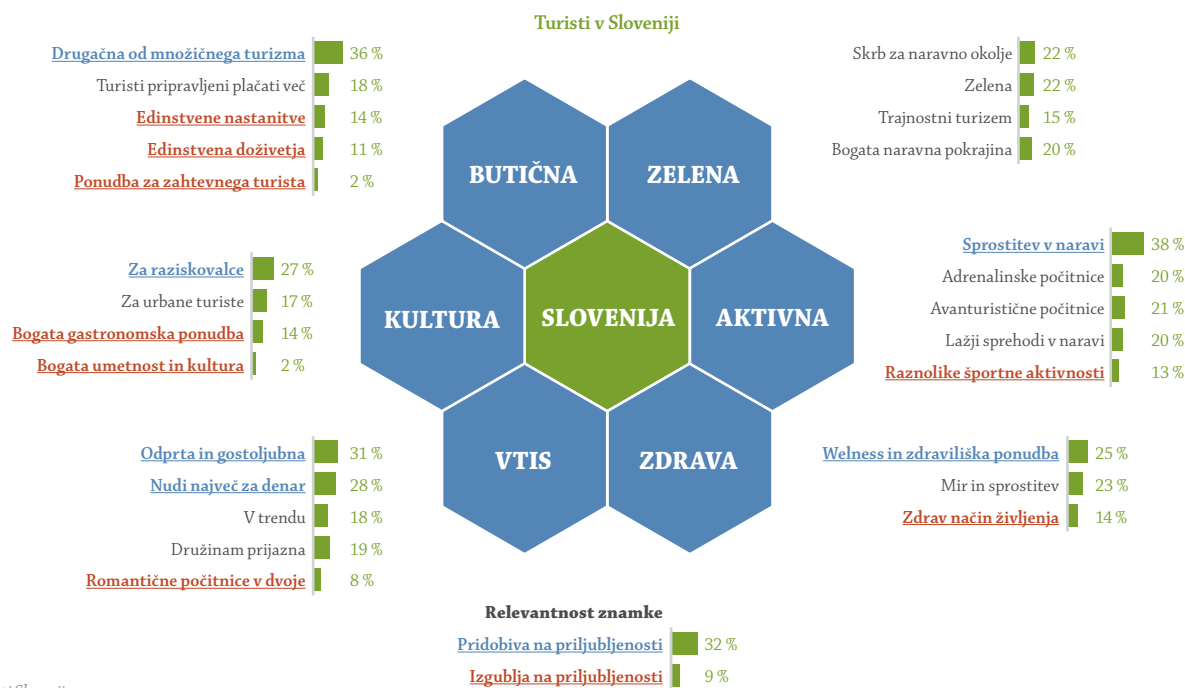 Turisti v Sloveniji
Drugačna od množičnega turizma 36 %
Turisti pripravljeni plačati več 18 %
Edinstvene nastanitve 14 %
Edinstvena doživetja 11 %
Ponudba za zahtevnega turista 2 %
Skrb za naravno okolje 22 %
Zelena 22 %
Trajnostni turizem 15 %
Bogata naravna pokrajina 20 %
BUTIČNA
ZELENA
Za raziskovalce 27 %
Za urbane turiste 17 %
Bogata gastronomska ponudba 14 %
Bogata umetnost in kultura 2 %
KULTURA
SLOVENIJA
AKTIVNA
Sprostitev v naravi 38 %
Adrenalinske počitnice 20 %
Avanturistične počitnice 21 %
Lažji sprehodi v naravi 20 %
Raznolike športne aktivnosti 13 %
Odprta in gostoljubna 31 %
Nudi največ za denar 28 %
V trendu 18 %
Družinam prijazna 19 %
Romantične počitnice v dvoje 8 %
VTIS
ZDRAVA
Welness in zdraviliška ponudba 25 %
Mir in sprostitev 23 %
Zdrav način življenja 14 %
Relevantnost znamke
Pridobiva na priljubljenosti 32 %
Izgublja na priljubljenosti 9 %